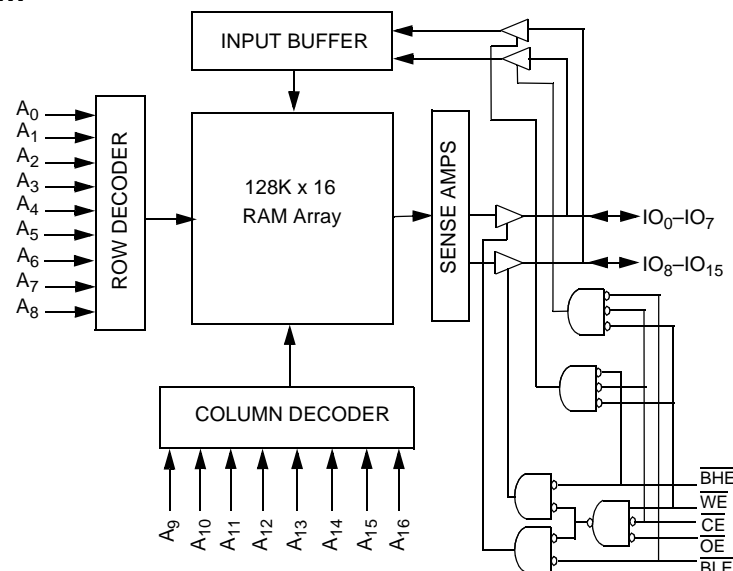 INPUT BUFFER
A0
A1
A2
A3
A4
A5
A6
A7
A8
ROW DECODER
128K x 16
RAM Array
SENSE AMPS
IO0–IO7
IO8–IO15
COLUMN DECODER
A9
A10
A11
A12
A13
A14
A15
A16
BHE
WE
CE
OE
BLE